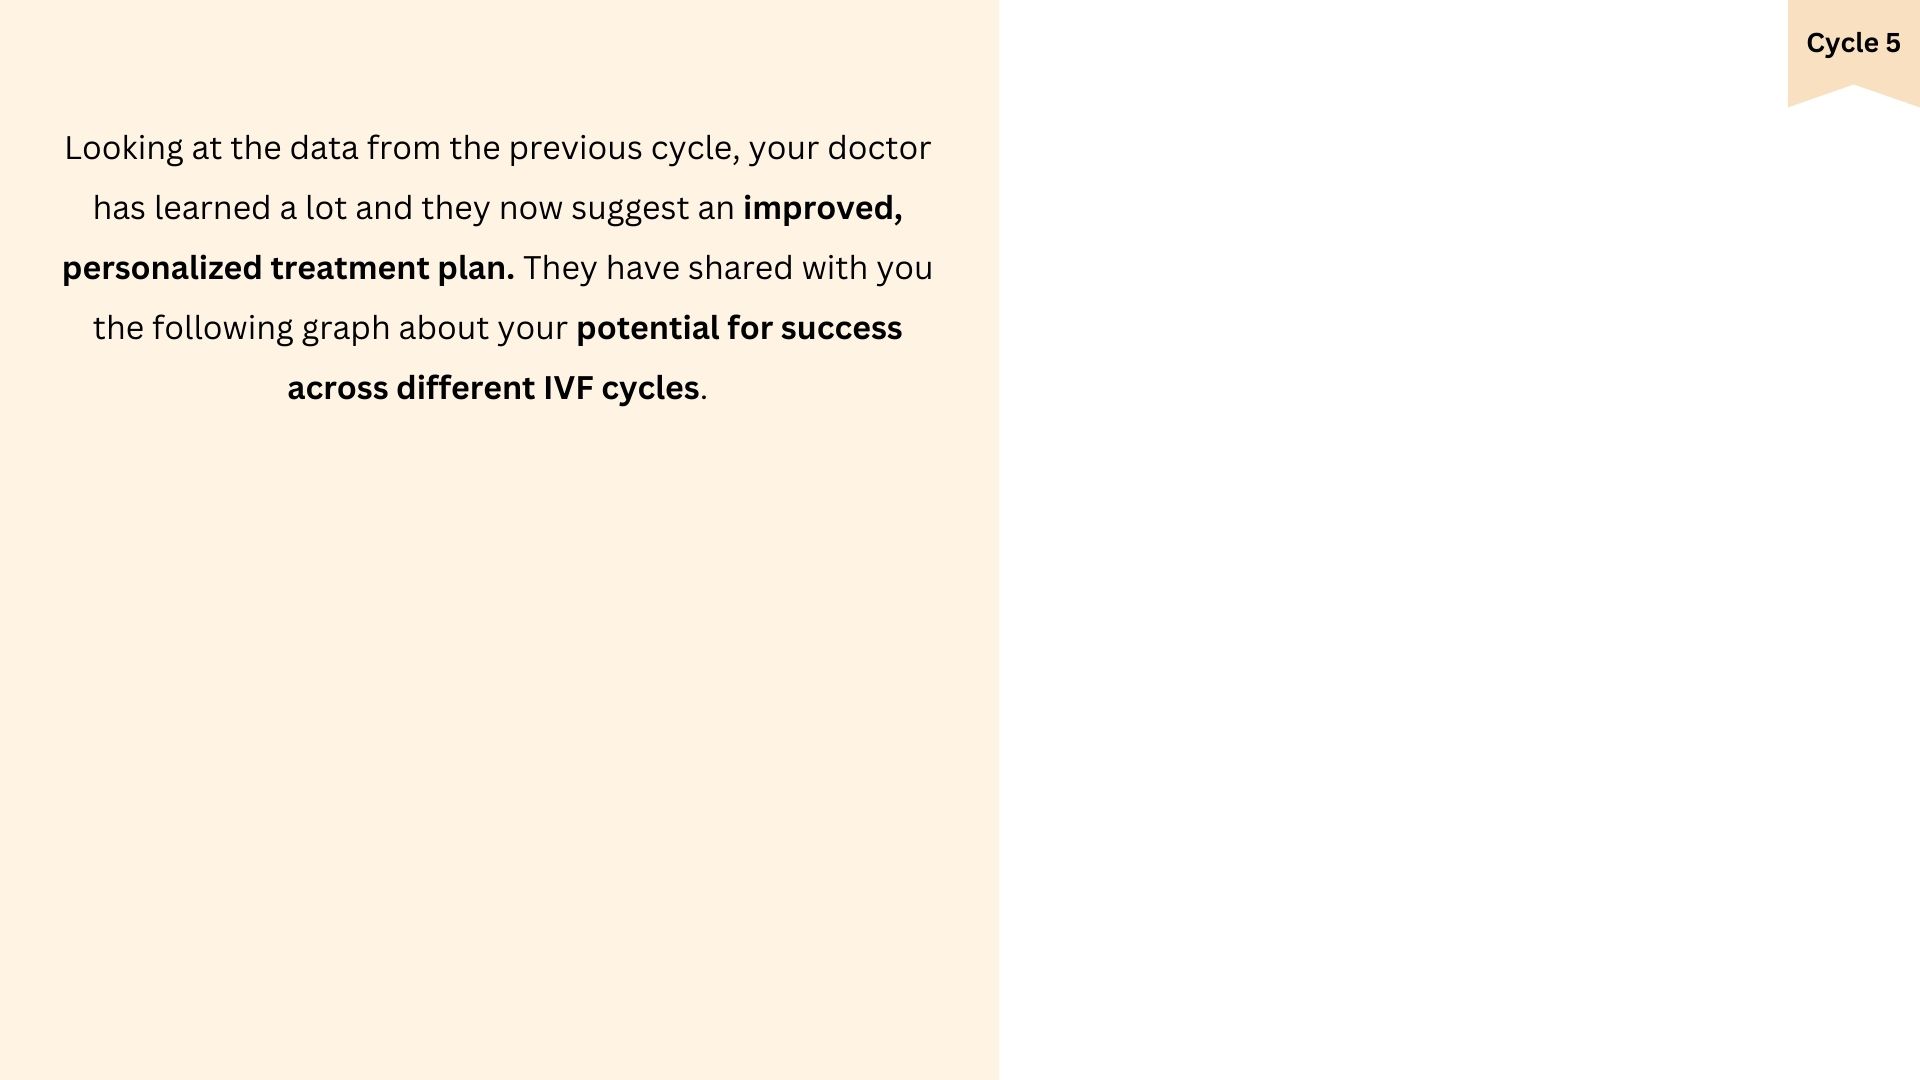 Cycle 5
Looking at the data from the previous cycle, your doctor
has learned a lot and they now suggest an improved,
personalized treatment plan. They have shared with you
the following graph about your potential for success
across different IVF cycles.